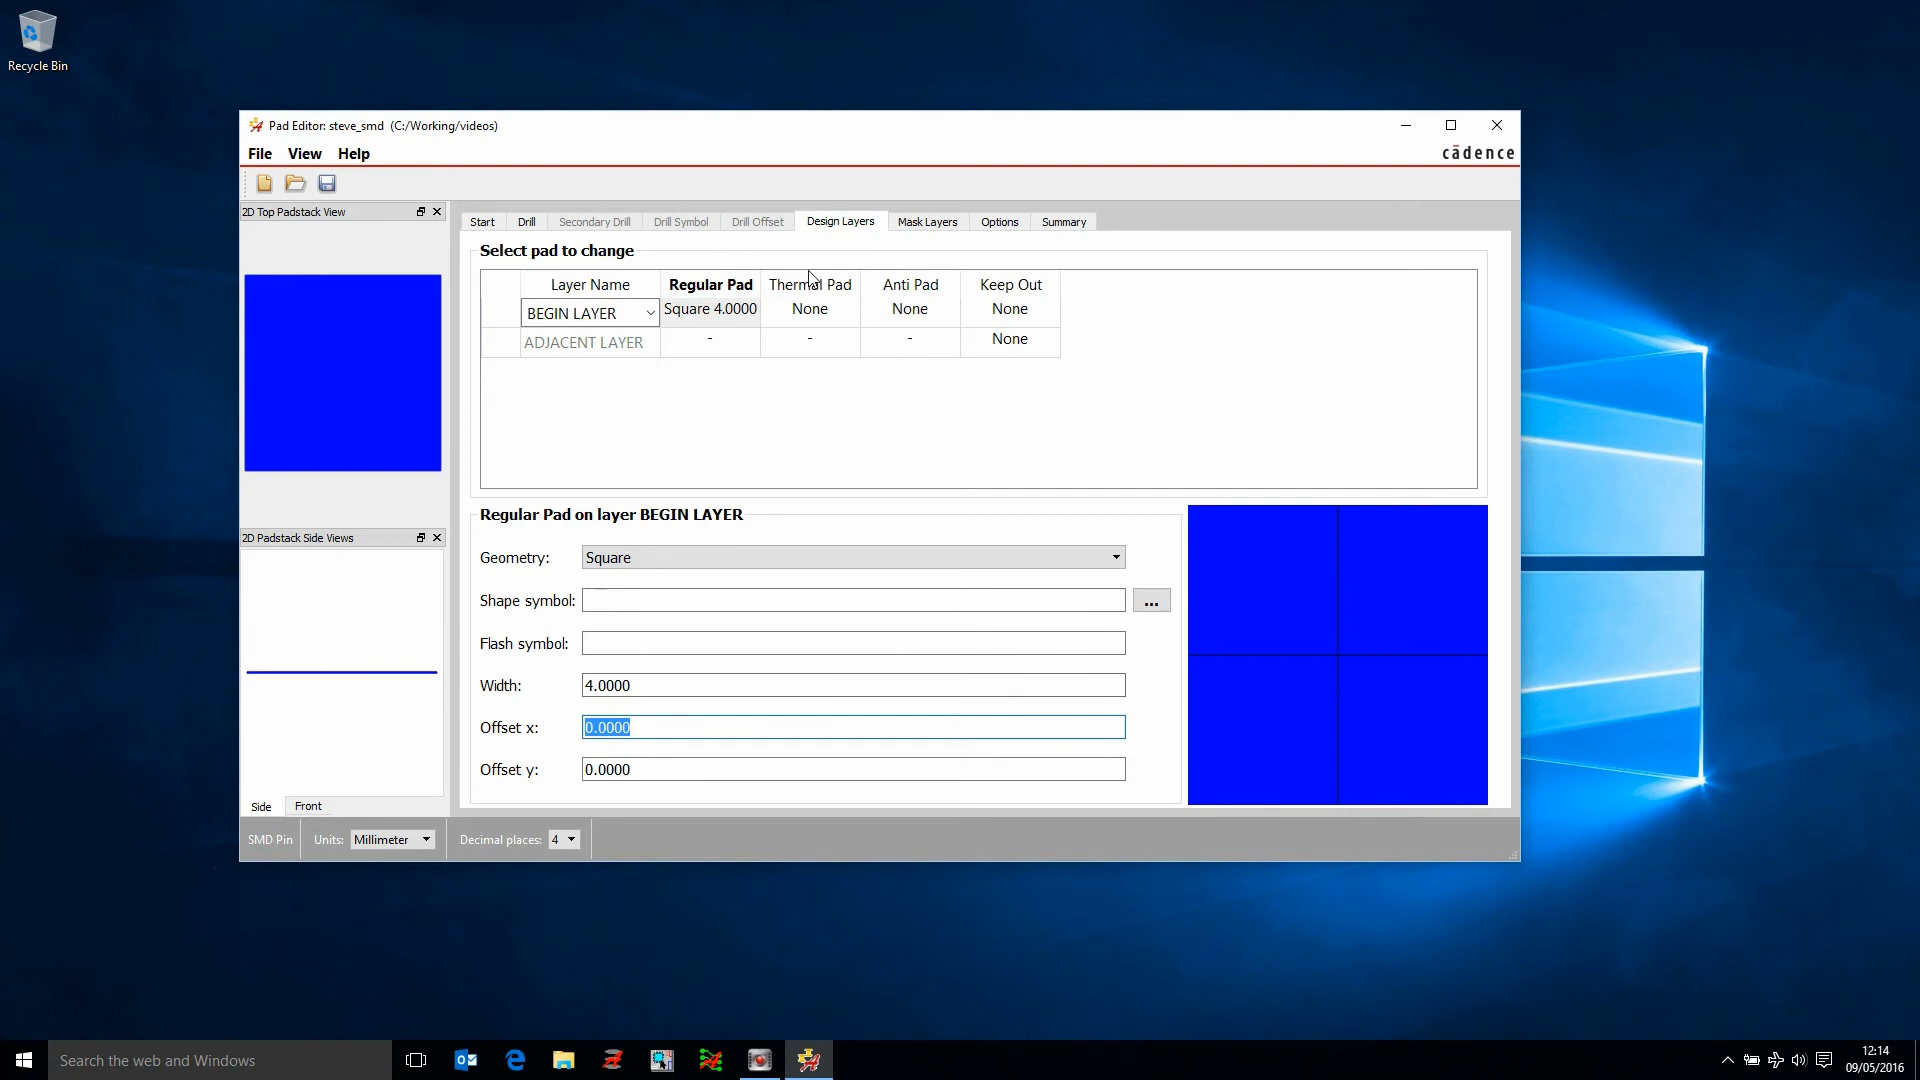 Recycle Bin
Pad Editor: steve_smd (C:/Working/videos)
File View Help
cādence
2D Top Padstack View
Start Drill Secondary Drill Drill Symbol Drill Offset Design Layers Mask Layers Options Summary
Select pad to change
Layer Name Regular Pad Thermal Pad Anti Pad Keep Out
BEGIN LAYER Square 4.0000 None None None
ADJACENT LAYER - - - None
Regular Pad on layer BEGIN LAYER
2D Padstack Side Views
Geometry: Square
Shape symbol: ...
Flash symbol:
Width: 4.0000
Offset x: 0.0000
Offset y: 0.0000
Side Front
SMD Pin Units: Millimeter Decimal places: 4
Search the web and Windows
12:14
09/05/2016